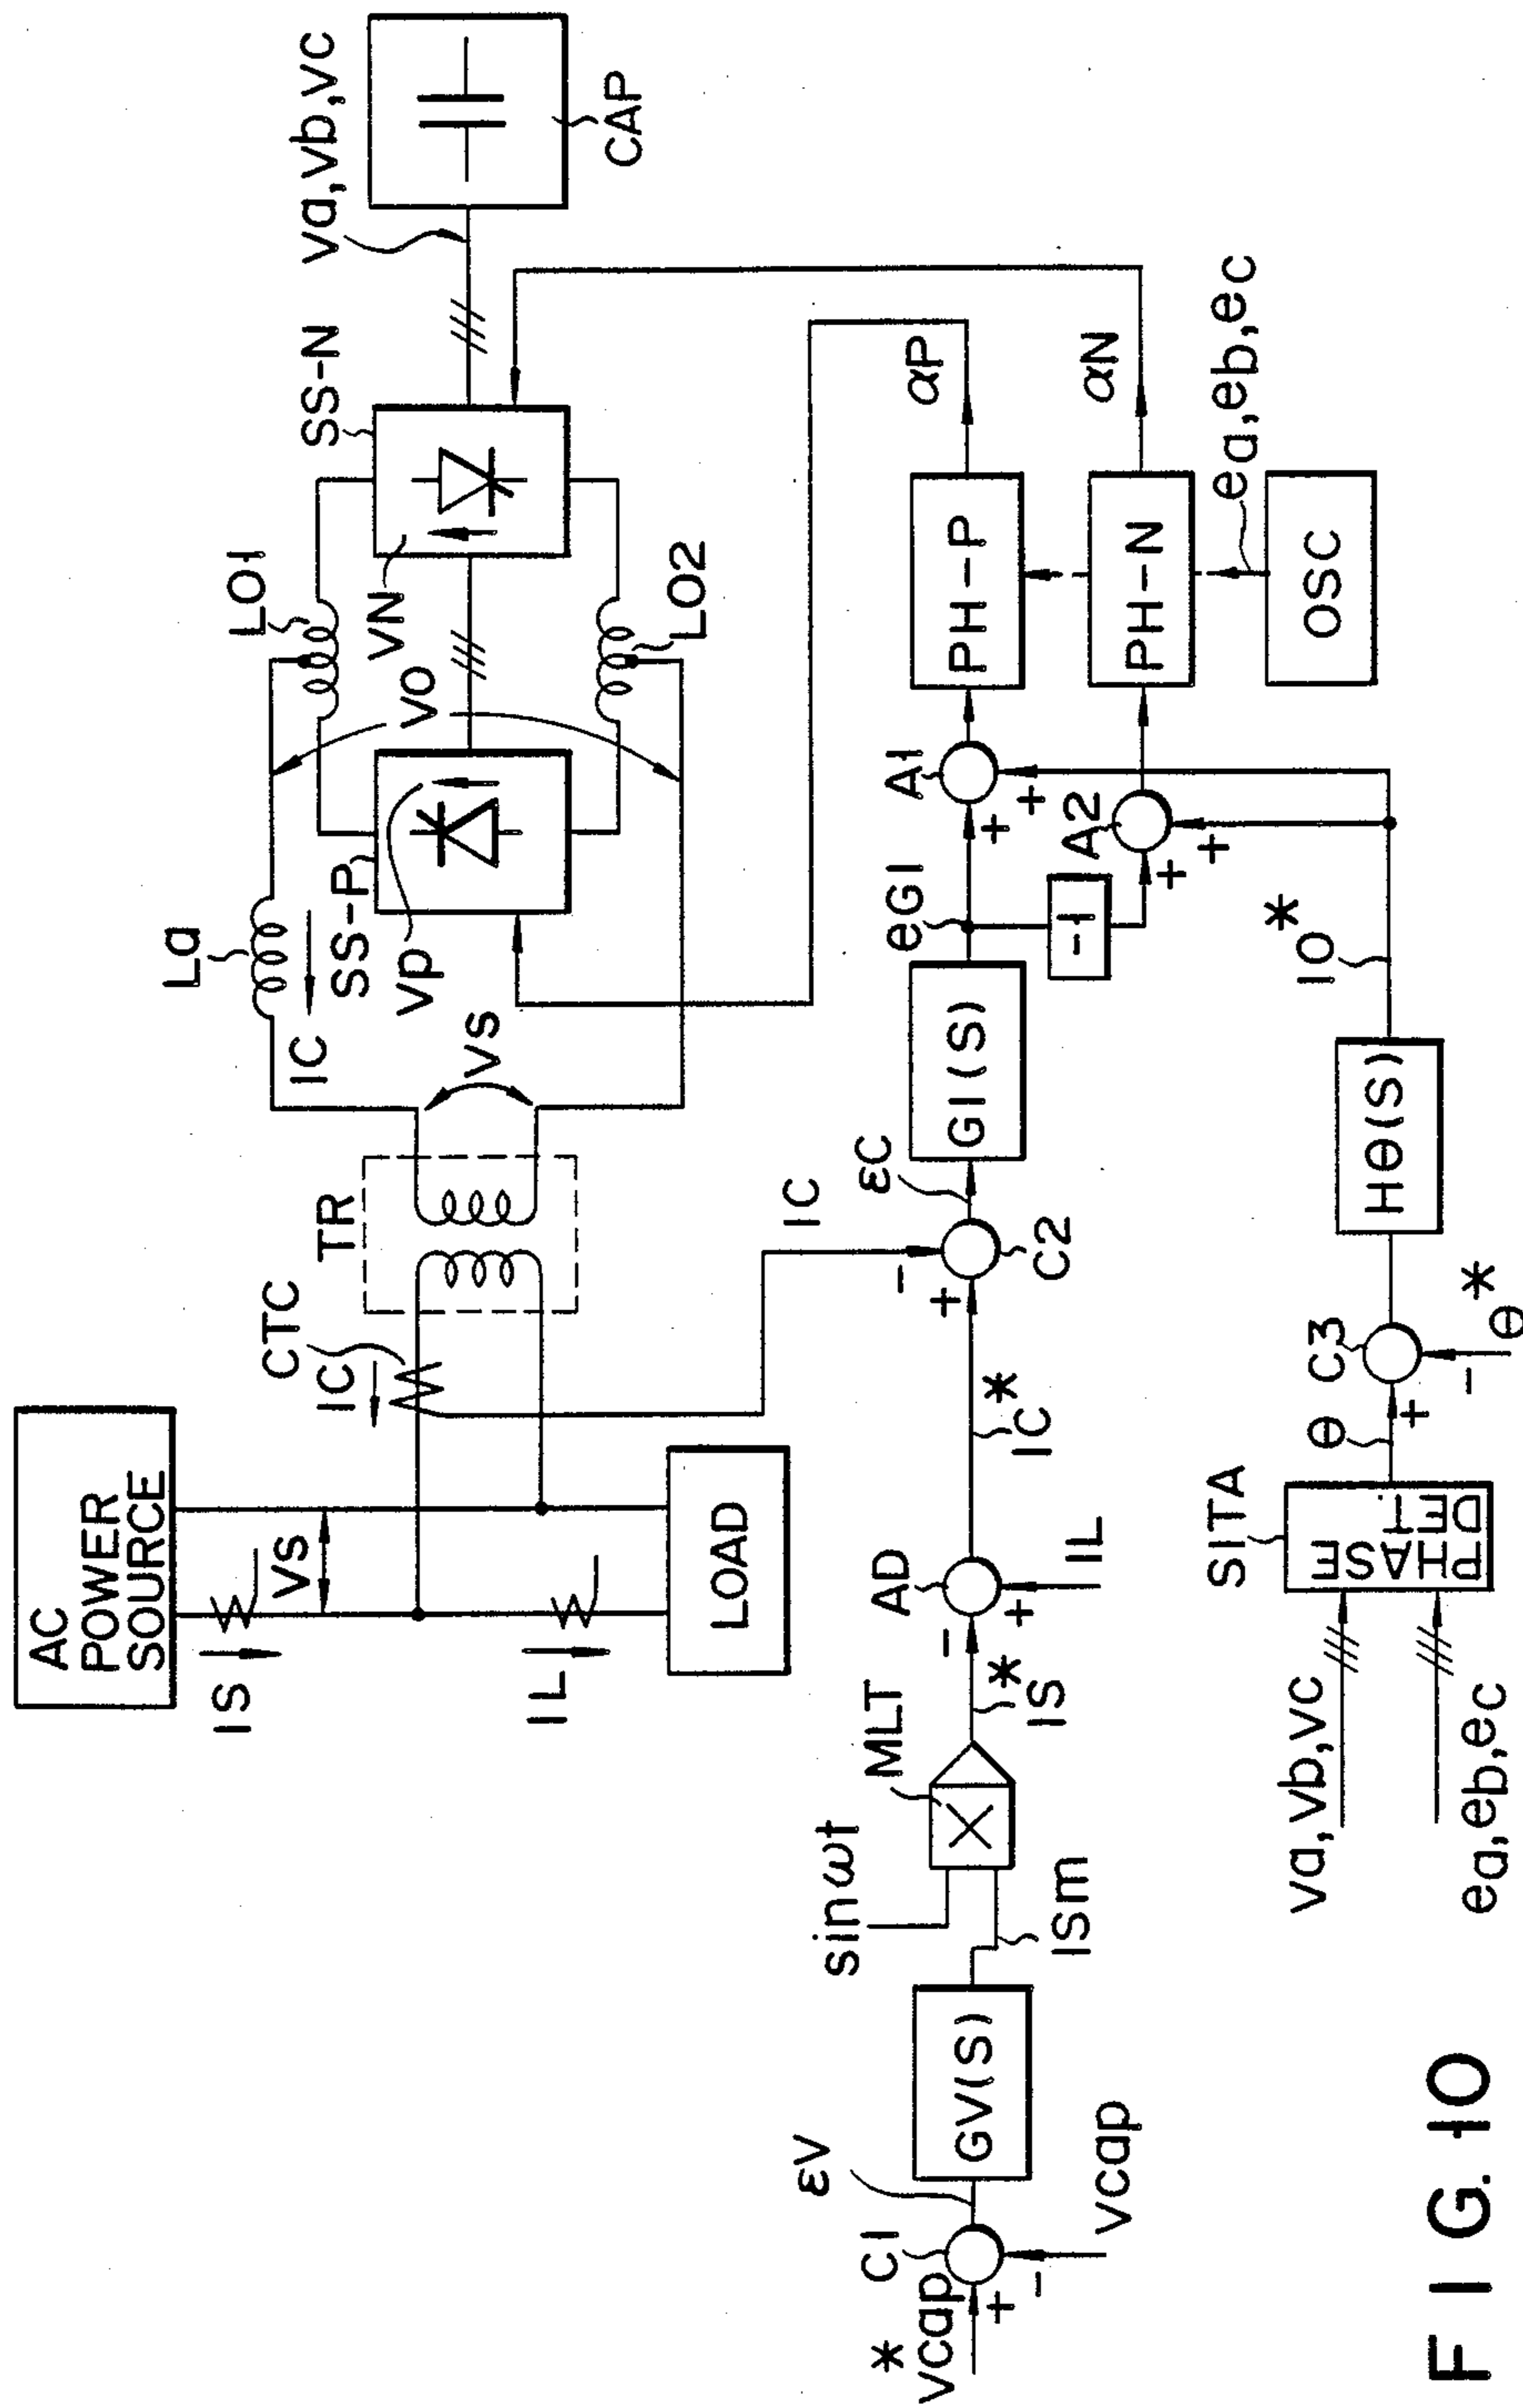 AC
POWER
SOURCE
IS
VS
IL
LOAD
CTC
IC
TR
VS
IC
La
SS-P
VP
VO
LO1
VN
LO2
SS-N
va,vb,vc
CAP
*
vcap
+
-
vcap
C1
εV
GV(S)
ISm
sinωt
MLT
×
*
IS
-
+
AD
IL
*
IC
+
-
IC
C2
εC
GI(S)
eGI
-1
+
+
A1
+
+
A2
PH-P
PH-N
αP
αN
OSC
ea,eb,ec
va,vb,vc
ea,eb,ec
SITA
PHASE
DET.
θ
+
-
C3
θ*
Hθ(S)
IO*
FIG. 10